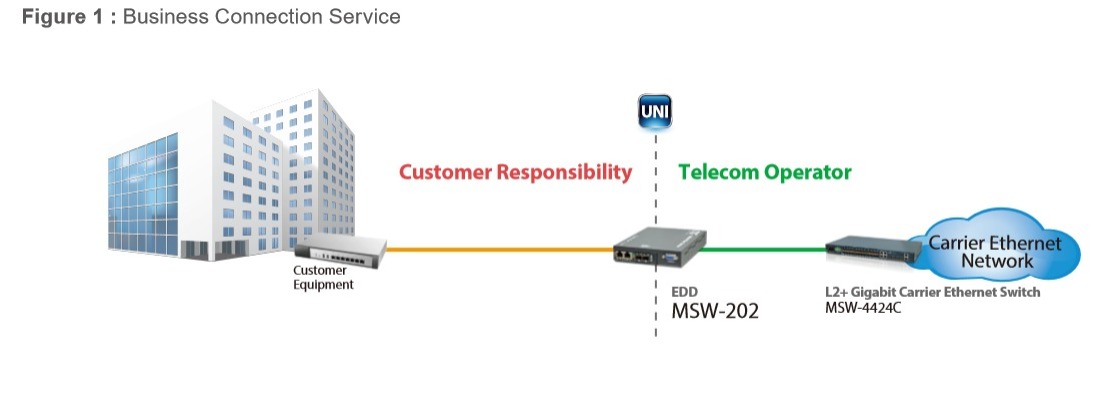 Figure 1 : Business Connection Service
UNI
Customer Responsibility
Telecom Operator
Customer
Equipment
EDD
MSW-202
L2+ Gigabit Carrier Ethernet Switch
MSW-4424C
Carrier Ethernet
Network